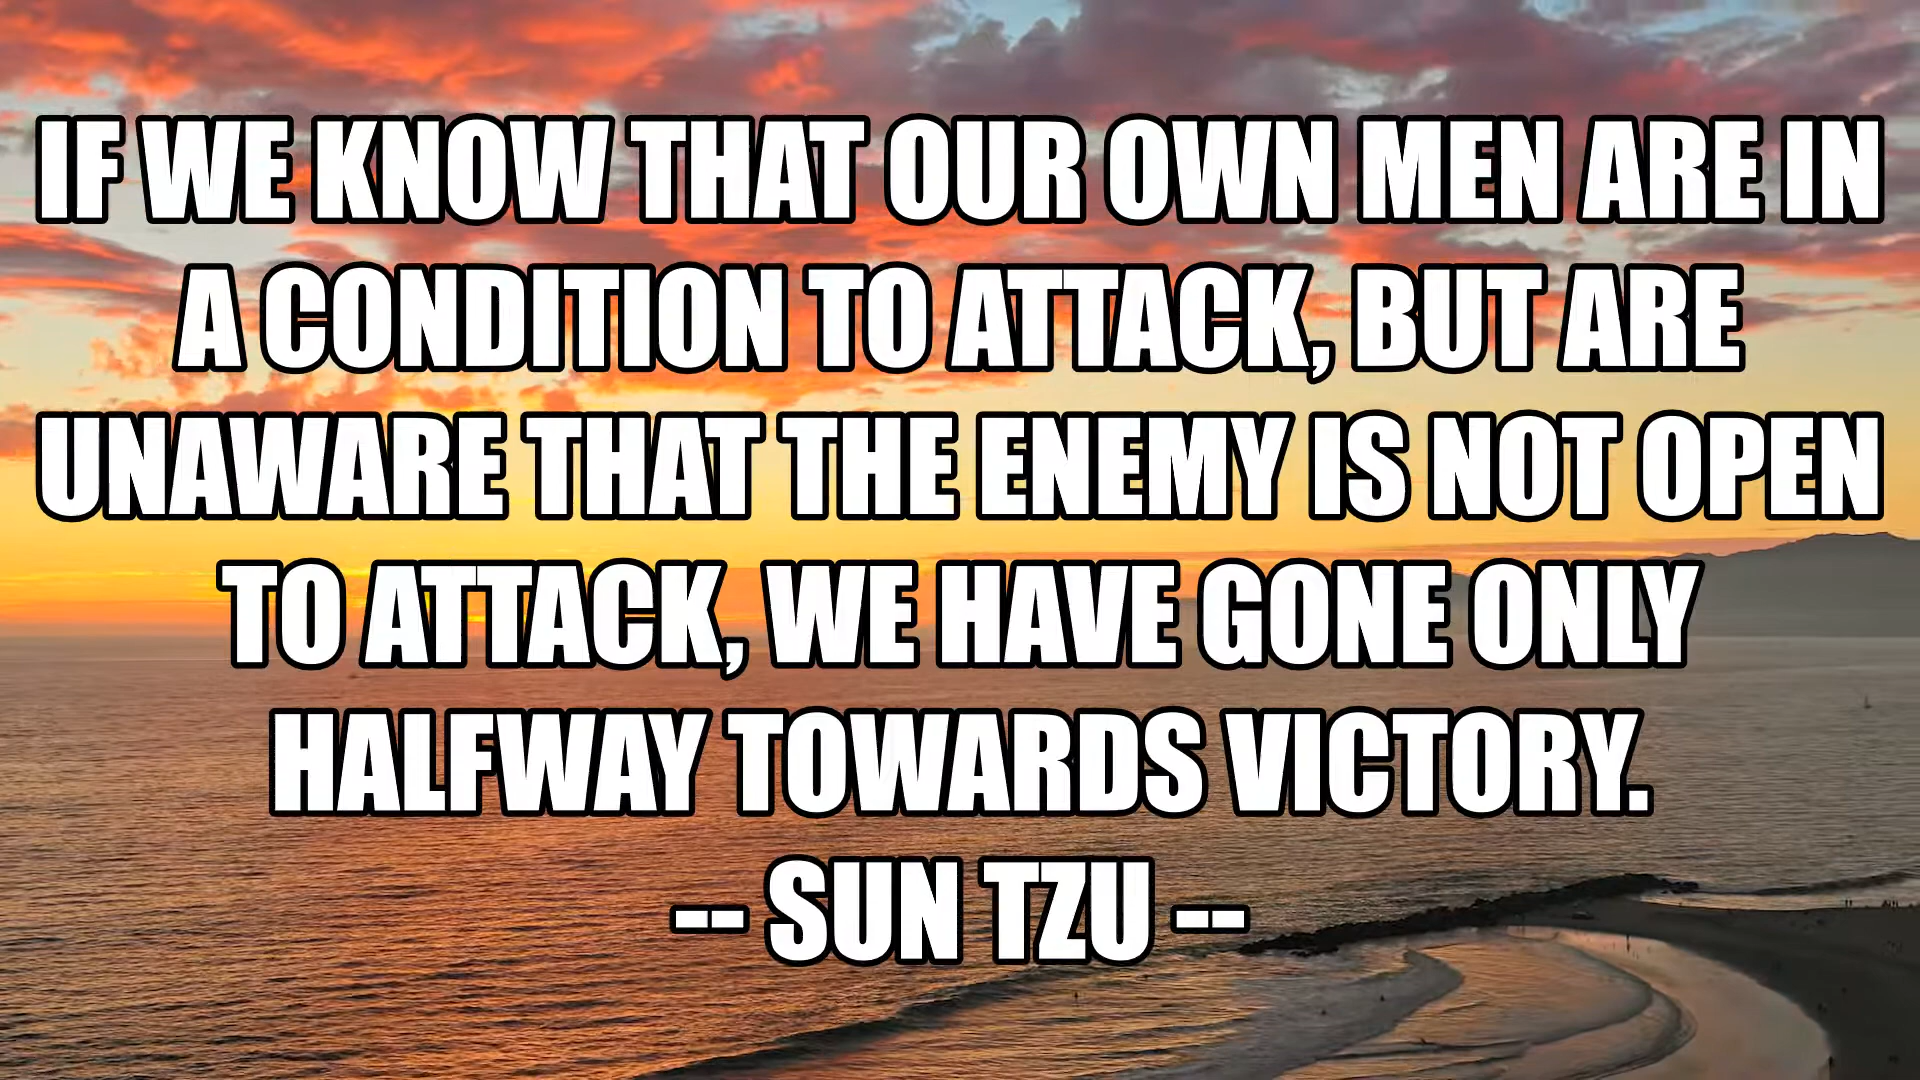 IF WE KNOW THAT OUR OWN MEN ARE IN
A CONDITION TO ATTACK, BUT ARE
UNAWARE THAT THE ENEMY IS NOT OPEN
TO ATTACK, WE HAVE GONE ONLY
HALFWAY TOWARDS VICTORY.
-- SUN TZU --